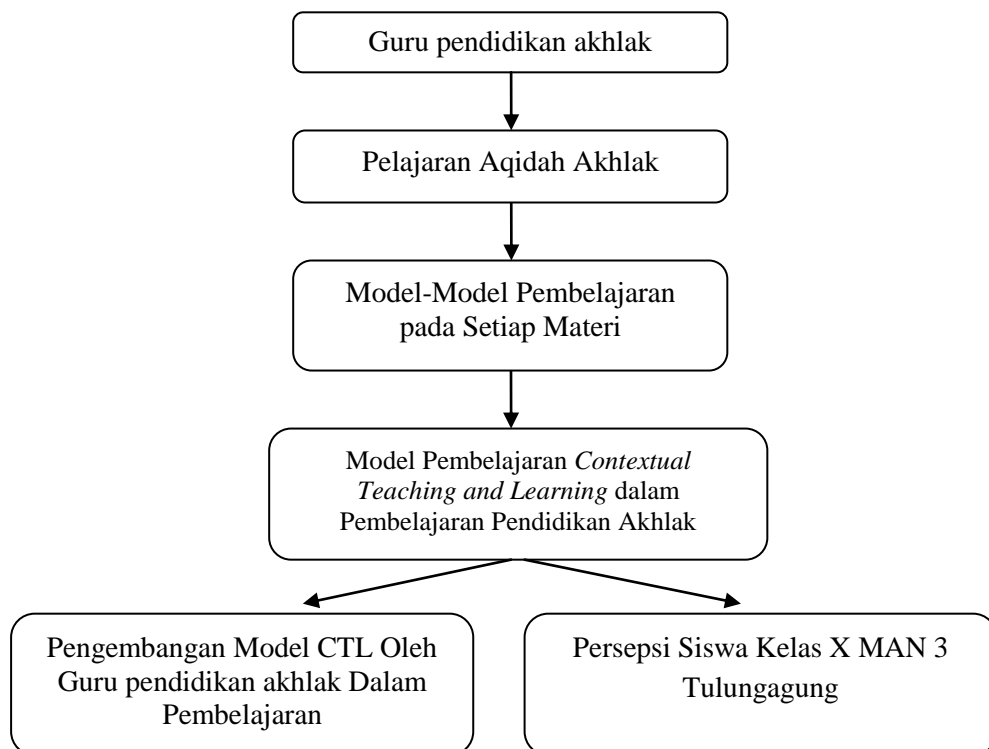 Guru pendidikan akhlak
Pelajaran Aqidah Akhlak
Model-Model Pembelajaran
pada Setiap Materi
Model Pembelajaran Contextual
Teaching and Learning dalam
Pembelajaran Pendidikan Akhlak
Pengembangan Model CTL Oleh
Guru pendidikan akhlak Dalam
Pembelajaran
Persepsi Siswa Kelas X MAN 3
Tulungagung